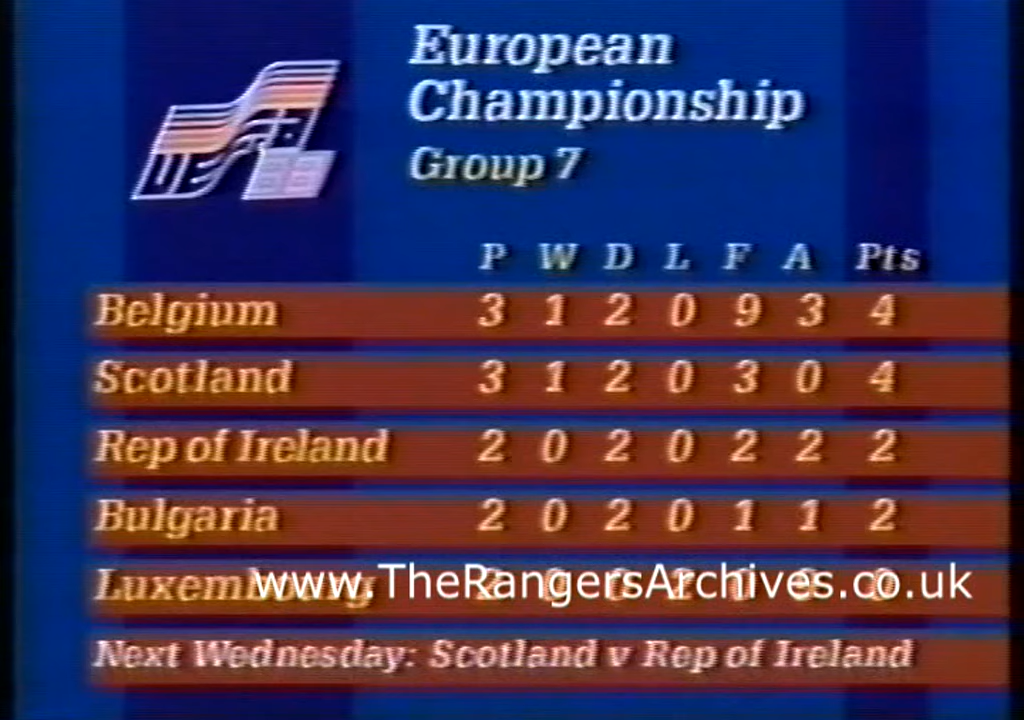 European
Championship
Group 7
UEFA
P W D L F A Pts
Belgium 3 1 2 0 9 3 4
Scotland 3 1 2 0 3 0 4
Rep of Ireland 2 0 2 0 2 2 2
Bulgaria 2 0 2 0 1 1 2
Luxembourg
www.TheRangersArchives.co.uk
Next Wednesday: Scotland v Rep of Ireland